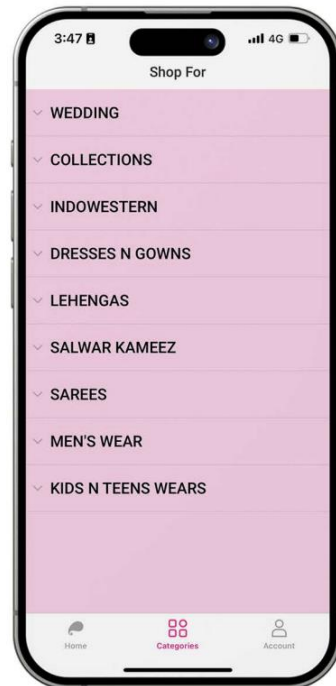 3:47 4G
Shop For
WEDDING
COLLECTIONS
INDOWESTERN
DRESSES N GOWNS
LEHENGAS
SALWAR KAMEEZ
SAREES
MEN'S WEAR
KIDS N TEENS WEARS
Home Categories Account